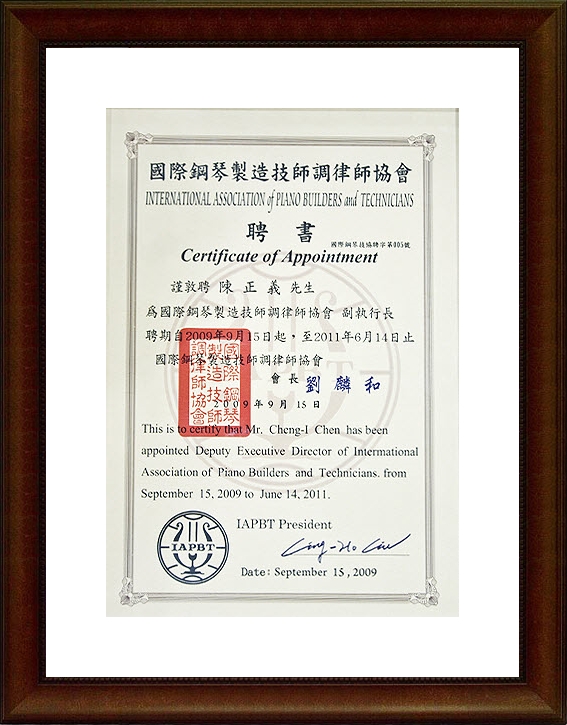 國際鋼琴製造技師調律師協會
INTERNATIONAL ASSOCIATION of PIANO BUILDERS and TECHNICIANS
聘書
國際鋼琴技協聘字第005號
Certificate of Appointment
謹敦聘 陳正義 先生
為國際鋼琴製造技師調律師協會 副執行長
聘期自2009年9月15日起，至2011年6月14日止
國際鋼琴製造技師調律師協會
會長 劉麟和
2009年9月15日
國際鋼琴製造技師調律師協會
This is to certify that Mr. Cheng-I Chen has been
appointed Deputy Executive Director of International
Association of Piano Builders and Technicians. from
September 15, 2009 to June 14, 2011.
IAPBT President
IAPBT
Date: September 15, 2009
IAPBT